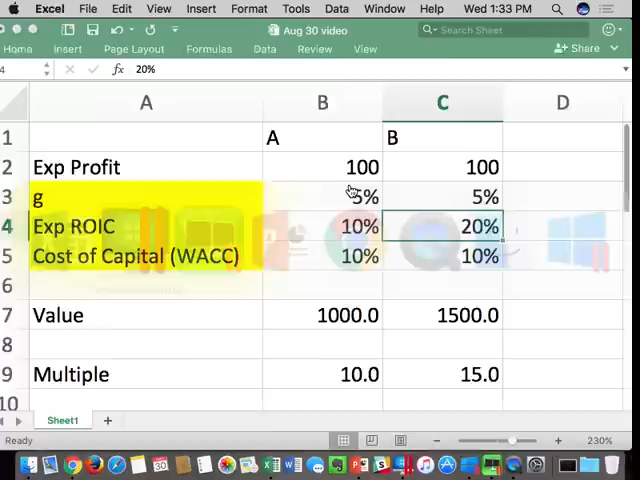 Excel File Edit View Insert Format Tools Data Window Help Wed 1:33 PM
Aug 30 video
Search Sheet
Home Insert Page Layout Formulas Data Review View Share
4 fx 20%
A B C D
1 A B
2 Exp Profit 100 100
3 g 5% 5%
4 Exp ROIC 10% 20%
5 Cost of Capital (WACC) 10% 10%
6
7 Value 1000.0 1500.0
8
9 Multiple 10.0 15.0
10
Sheet1
Ready 230%